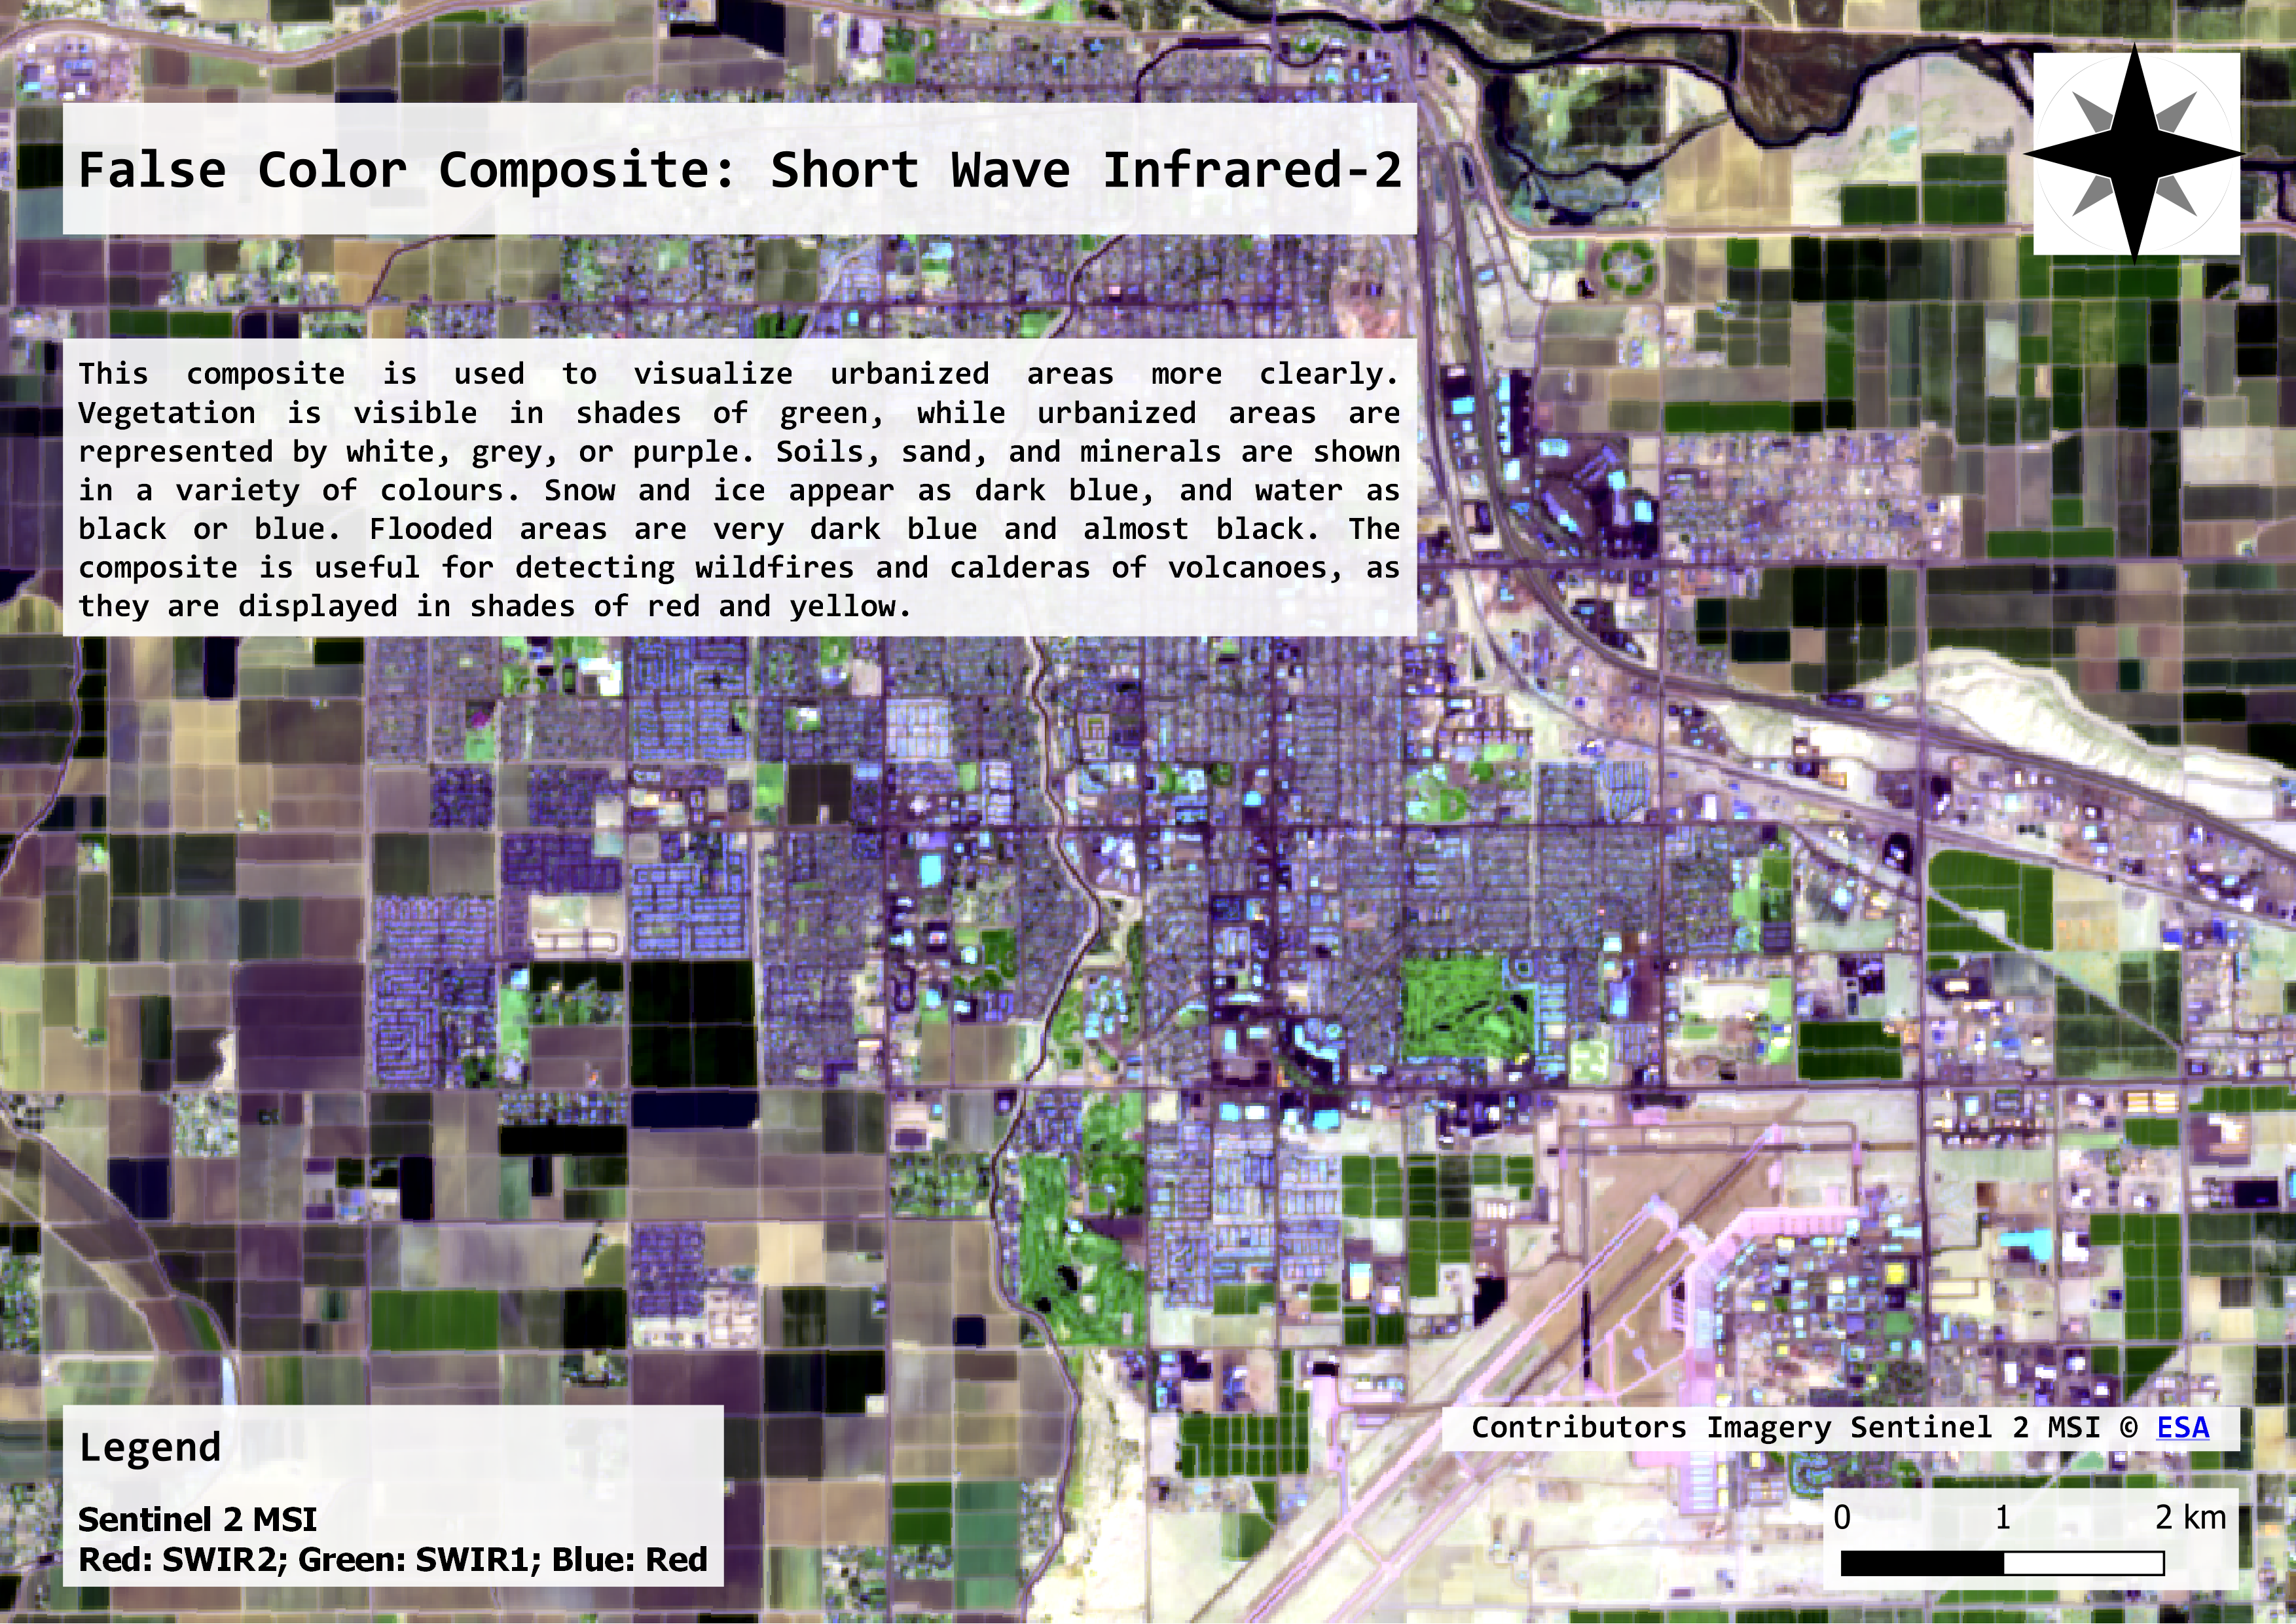 False Color Composite: Short Wave Infrared-2
This composite is used to visualize urbanized areas more clearly.
Vegetation is visible in shades of green, while urbanized areas are
represented by white, grey, or purple. Soils, sand, and minerals are shown
in a variety of colours. Snow and ice appear as dark blue, and water as
black or blue. Flooded areas are very dark blue and almost black. The
composite is useful for detecting wildfires and calderas of volcanoes, as
they are displayed in shades of red and yellow.
Legend
Sentinel 2 MSI
Red: SWIR2; Green: SWIR1; Blue: Red
Contributors Imagery Sentinel 2 MSI © ESA
0 1 2 km